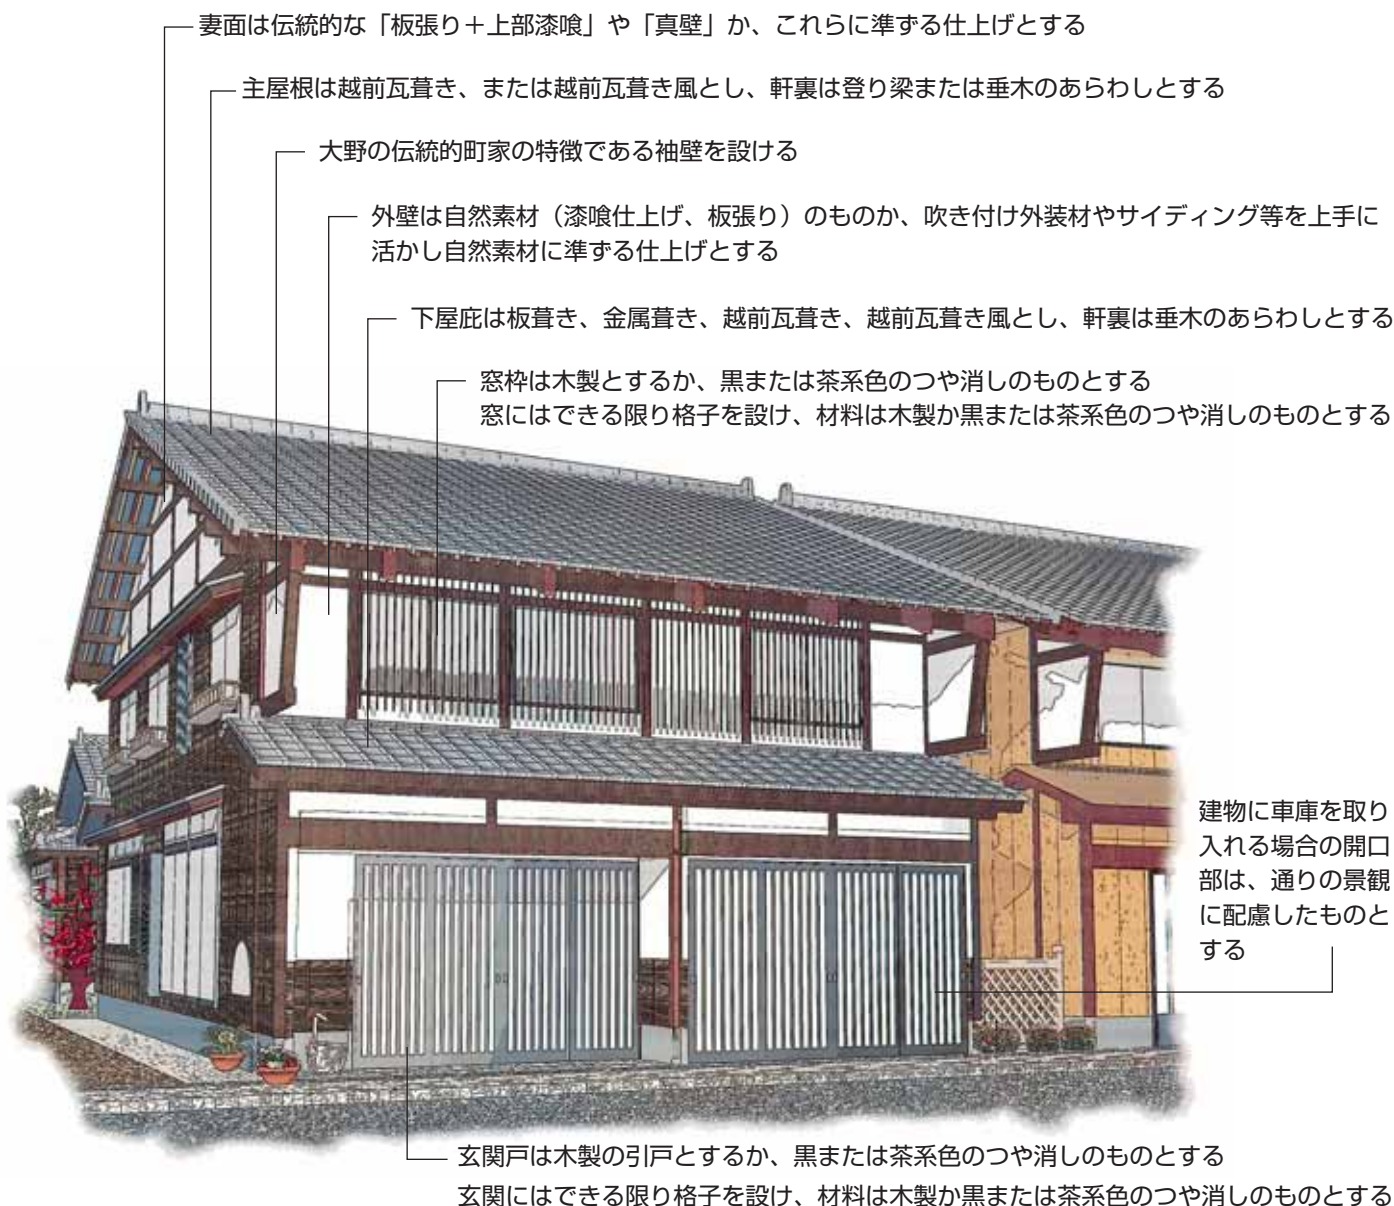 妻面は伝統的な「板張り＋上部漆喰」や「真壁」か、これらに準ずる仕上げとする
主屋根は越前瓦葺き、または越前瓦葺き風とし、軒裏は登り梁または垂木のあらわしとする
大野の伝統的町家の特徴である袖壁を設ける
外壁は自然素材（漆喰仕上げ、板張り）のものか、吹き付け外装材やサイディング等を上手に
活かし自然素材に準ずる仕上げとする
下屋庇は板葺き、金属葺き、越前瓦葺き、越前瓦葺き風とし、軒裏は垂木のあらわしとする
窓枠は木製とするか、黒または茶系色のつや消しのものとする
窓にはできる限り格子を設け、材料は木製か黒または茶系色のつや消しのものとする
建物に車庫を取り
入れる場合の開口
部は、通りの景観
に配慮したものと
する
玄関戸は木製の引戸とするか、黒または茶系色のつや消しのものとする
玄関にはできる限り格子を設け、材料は木製か黒または茶系色のつや消しのものとする